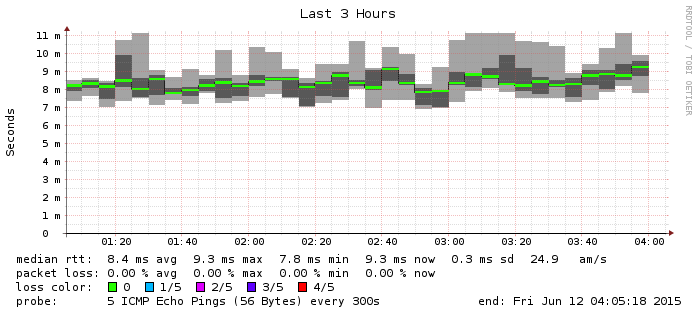 Last 3 Hours
RRDTOOL / TOBI OETIKER
Seconds
11 m
10 m
9 m
8 m
7 m
6 m
5 m
4 m
3 m
2 m
1 m
0
01:20 01:40 02:00 02:20 02:40 03:00 03:20 03:40 04:00
median rtt: 8.4 ms avg 9.3 ms max 7.8 ms min 9.3 ms now 0.3 ms sd 24.9 am/s
packet loss: 0.00 % avg 0.00 % max 0.00 % min 0.00 % now
loss color: 0 1/5 2/5 3/5 4/5
probe: 5 ICMP Echo Pings (56 Bytes) every 300s end: Fri Jun 12 04:05:18 2015